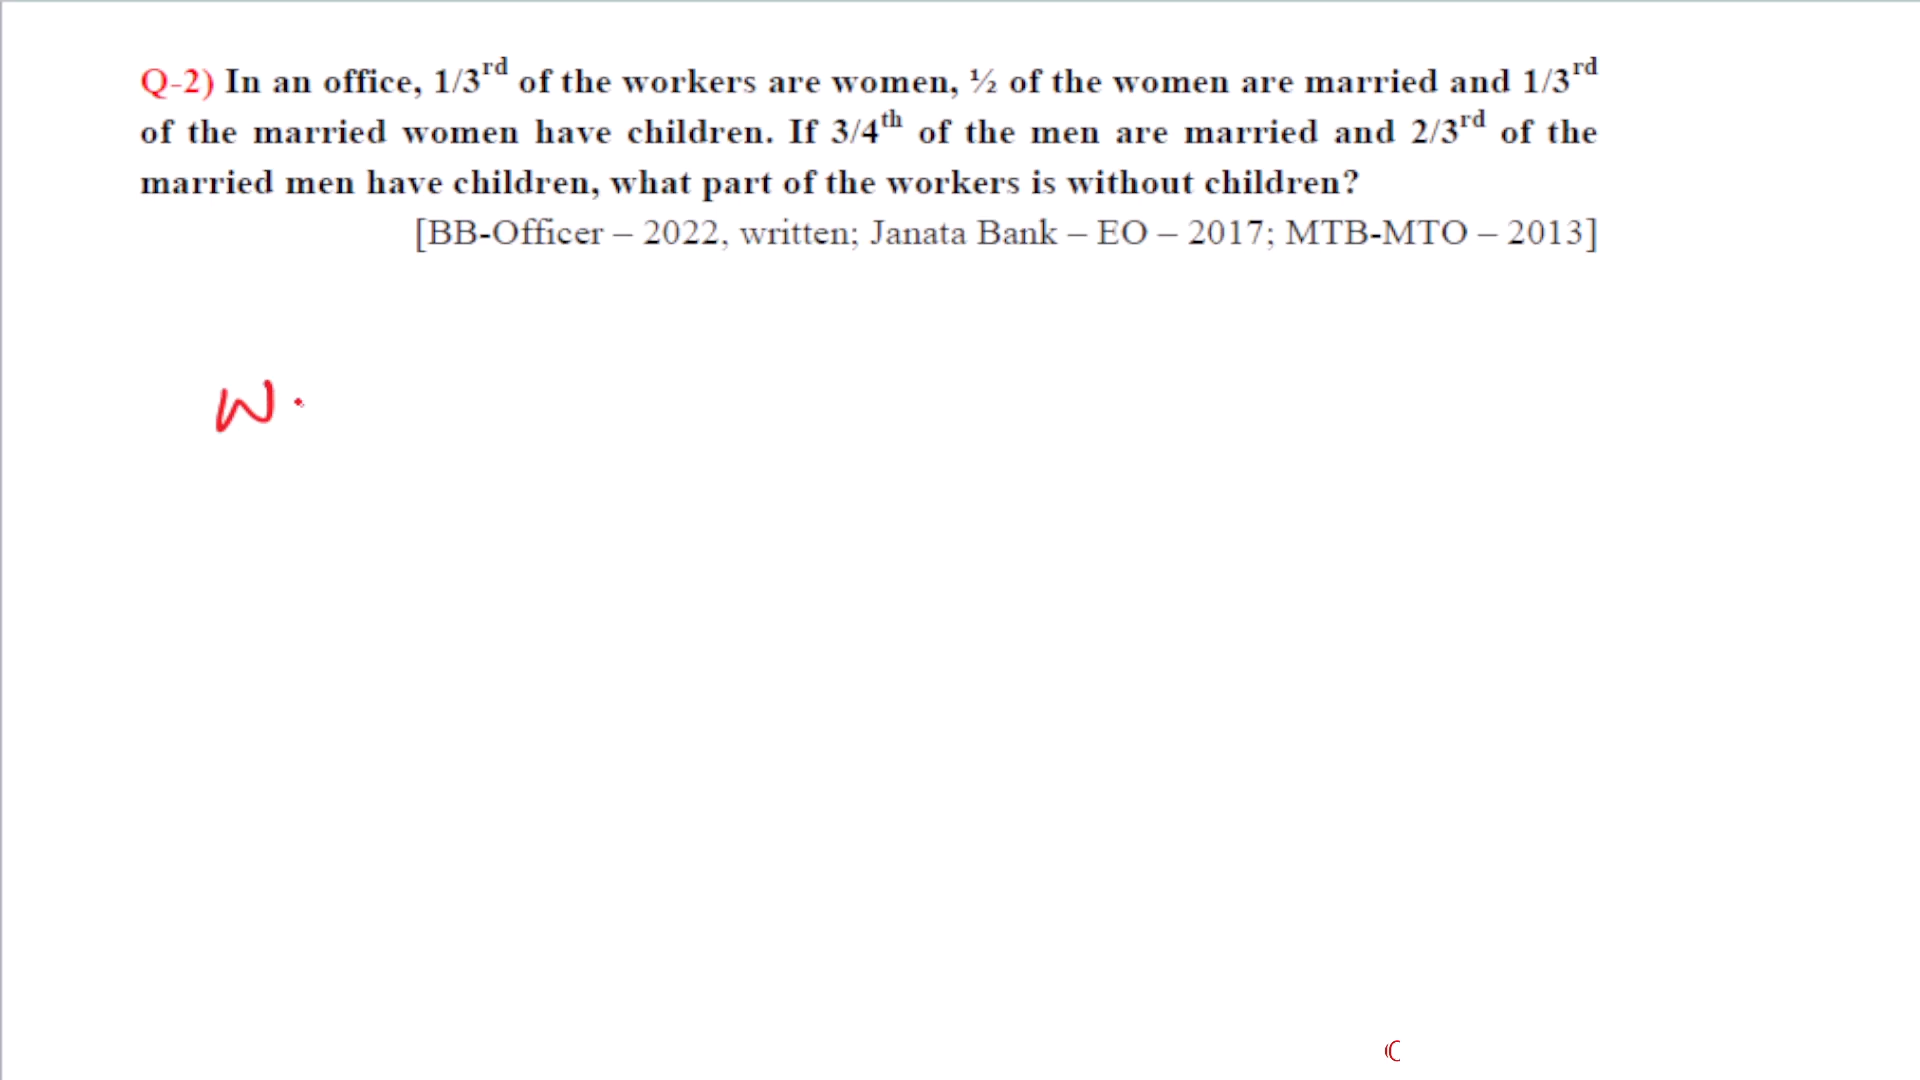 Q-2) In an office, 1/3rd of the workers are women, ½ of the women are married and 1/3rd
of the married women have children. If 3/4th of the men are married and 2/3rd of the
married men have children, what part of the workers is without children?
[BB-Officer – 2022, written; Janata Bank – EO – 2017; MTB-MTO – 2013]
W.